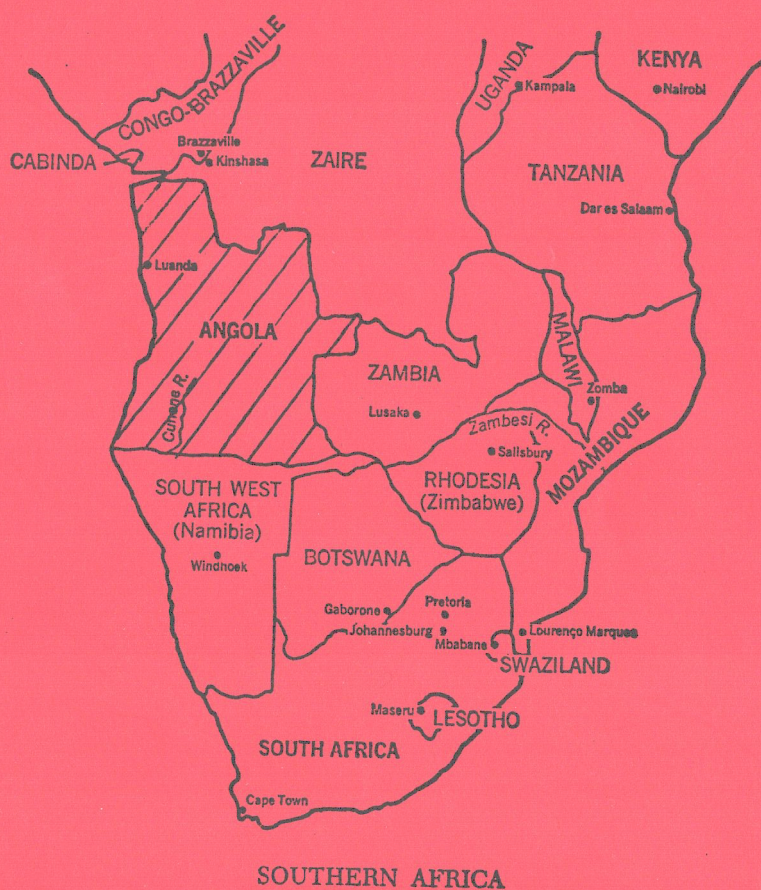 CONGO-BRAZZAVILLE
UGANDA
KENYA
Kampala
Nairobi
Brazzaville
CABINDA
Kinshasa
ZAIRE
TANZANIA
Dar es Salaam
Luanda
ANGOLA
MALAWI
ZAMBIA
Zomba
Cunene R.
Lusaka
Zambesi R.
MOZAMBIQUE
Salisbury
SOUTH WEST
AFRICA
(Namibia)
RHODESIA
(Zimbabwe)
Windhoek
BOTSWANA
Gaborone
Pretoria
Johannesburg
Lourenço Marques
Mbabane
SWAZILAND
Maseru
LESOTHO
SOUTH AFRICA
Cape Town
SOUTHERN AFRICA